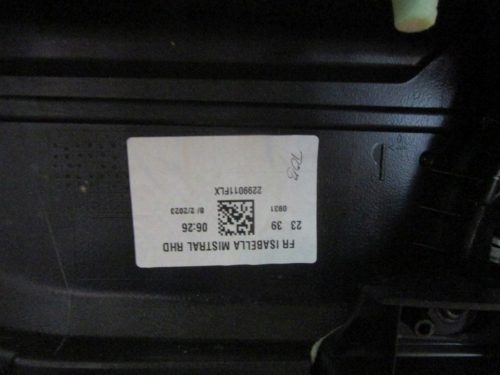 FR ISABELLA MISTRAL RHD
23 39
06:26
0931
8/ 2/2023
2299011FLX